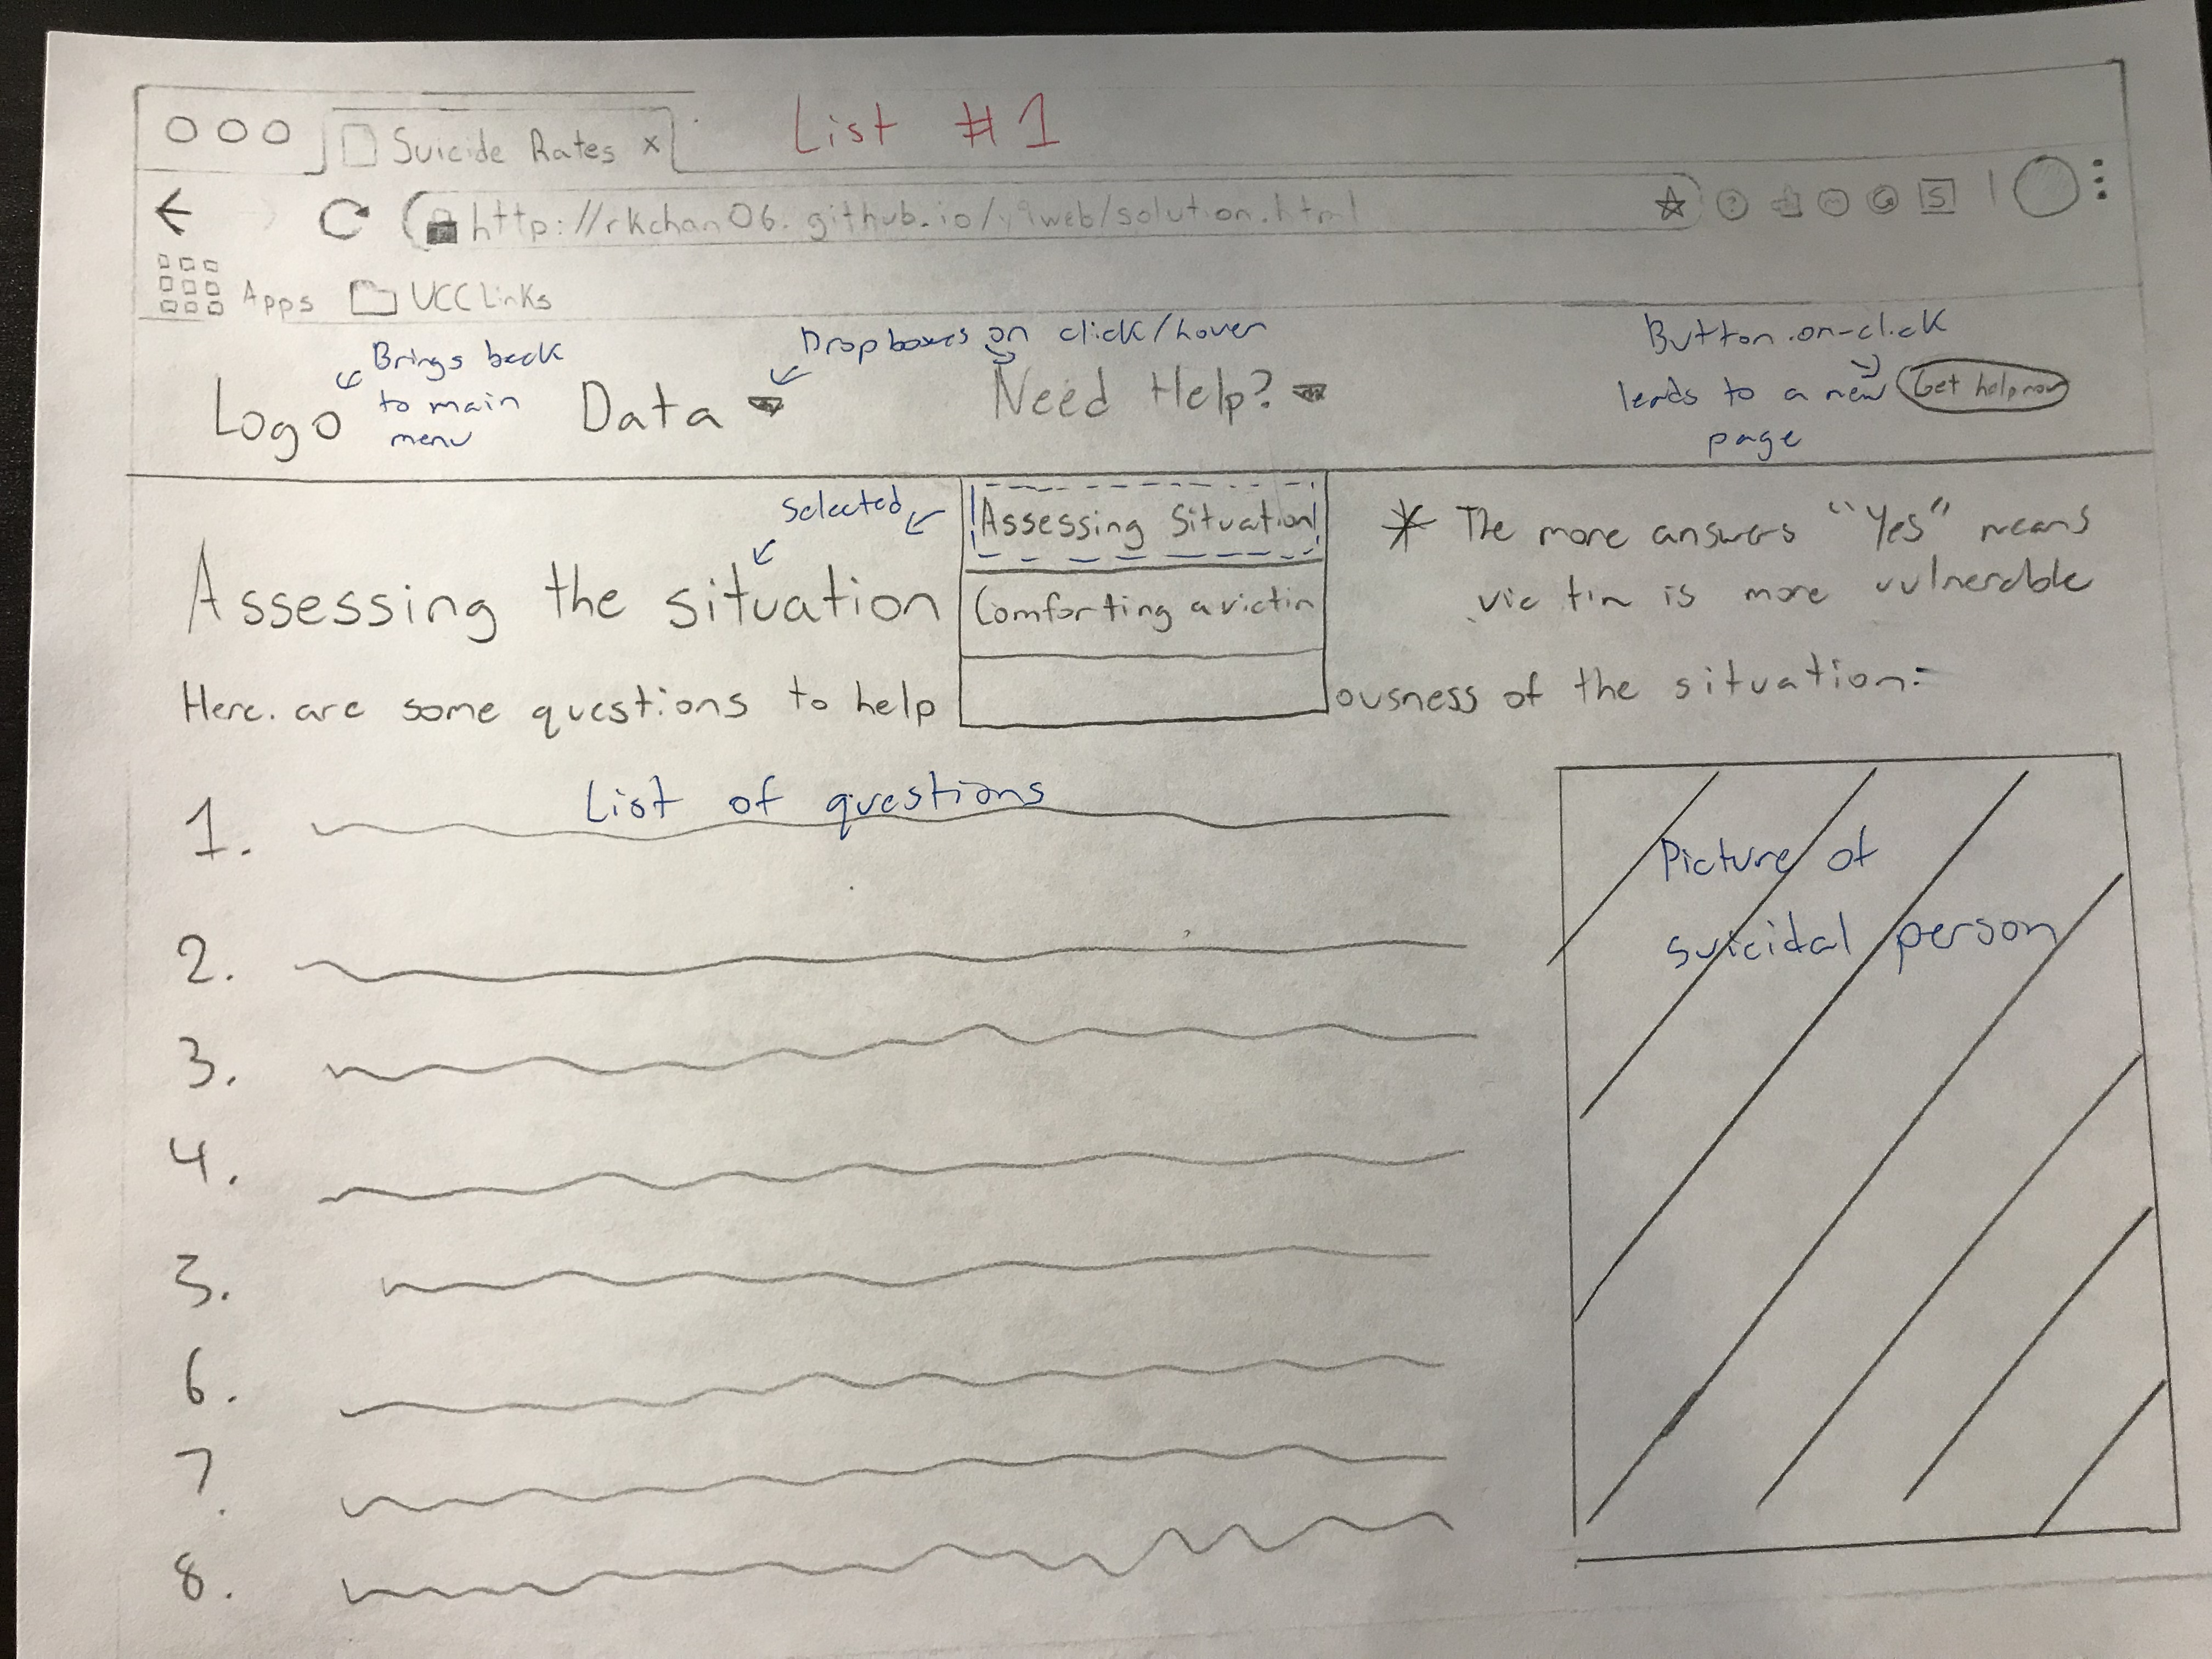 List #1
Suicide Rates x
http://rkchan06.github.io/19web/solution.html
S
Apps UCC Links
Brings back
to main
menu
Dropboxes on click/hover
Button on-click
leads to a new
page
Logo Data Need Help? Get help now
selected
Assessing Situation
Comforting a victim
* The more answers "Yes" means
victim is more vulnerable
Assessing the situation
Here are some questions to help ousness of the situation:
List of questions
Picture of
suicidal person
1.
2.
3.
4.
5.
6.
7.
8.